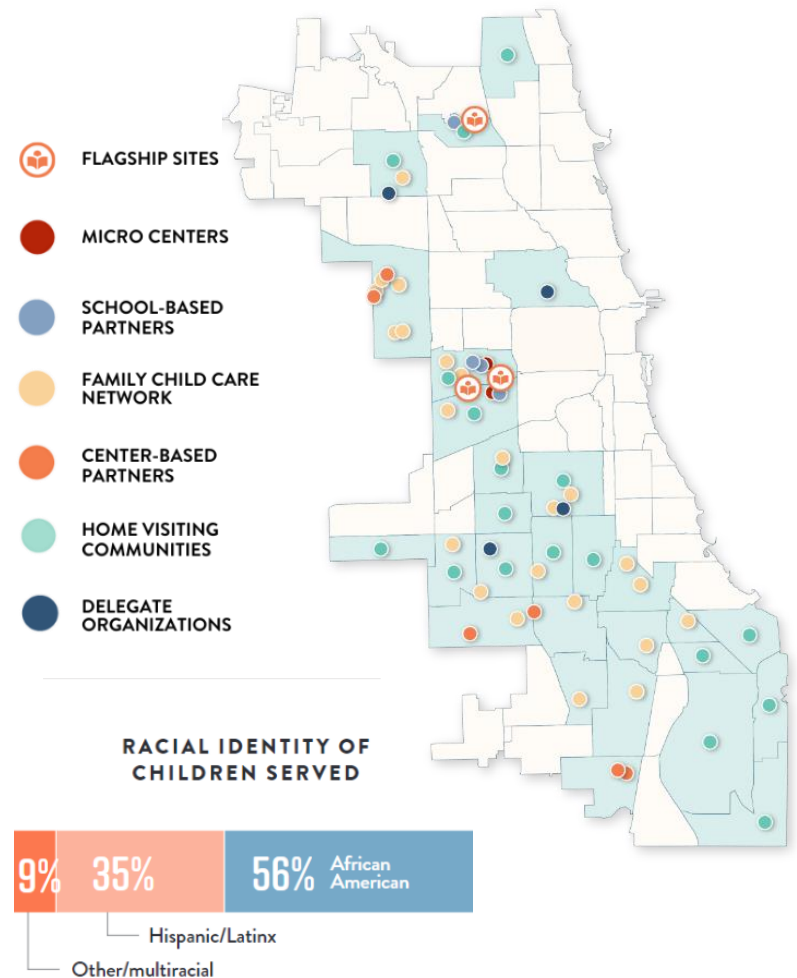 FLAGSHIP SITES
MICRO CENTERS
SCHOOL-BASED
PARTNERS
FAMILY CHILD CARE
NETWORK
CENTER-BASED
PARTNERS
HOME VISITING
COMMUNITIES
DELEGATE
ORGANIZATIONS
RACIAL IDENTITY OF
CHILDREN SERVED
9%
35%
56% African
American
Hispanic/Latinx
Other/multiracial